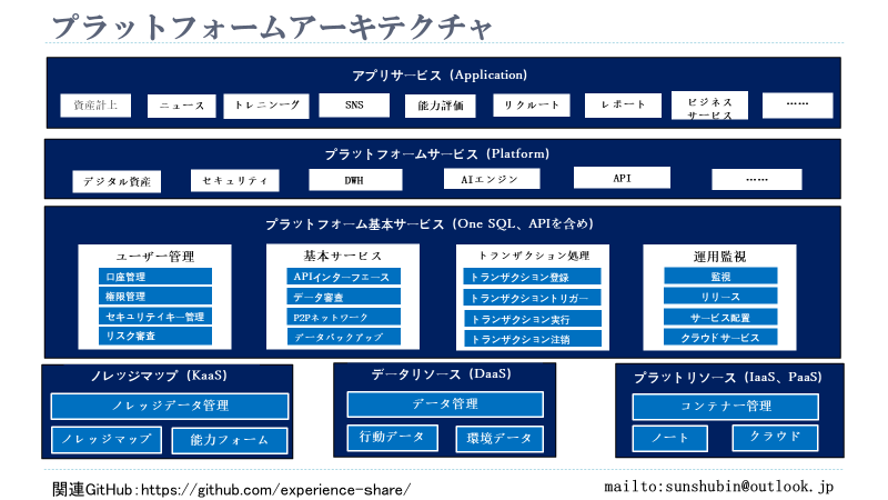 プラットフォームアーキテクチャ
アプリサービス (Application)
資産計上
ニュース
トレニンーグ
SNS
能力評価
リクルート
レポート
ビジネス
サービス
……
プラットフォームサービス (Platform)
デジタル資産
セキュリティ
DWH
AIエンジン
API
……
プラットフォーム基本サービス (One SQL、APIを含め)
ユーザー管理
口座管理
権限管理
セキュリティキー管理
リスク審査
基本サービス
APIインターフエース
データ審査
P2Pネットワーク
データバックアップ
トランザクション処理
トランザクション登録
トランザクショントリガー
トランザクション実行
トランザクション注销
運用監視
監視
リリース
サービス配置
クラウドサービス
ノレッジマップ (KaaS)
ノレッジデータ管理
ノレッジマップ
能力フォーム
データリソース (DaaS)
データ管理
行動データ
環境データ
プラットリソース (IaaS、PaaS)
コンテナー管理
ノート
クラウド
関連GitHub：https://github.com/experience-share/
mailto:sunshubin@outlook.jp